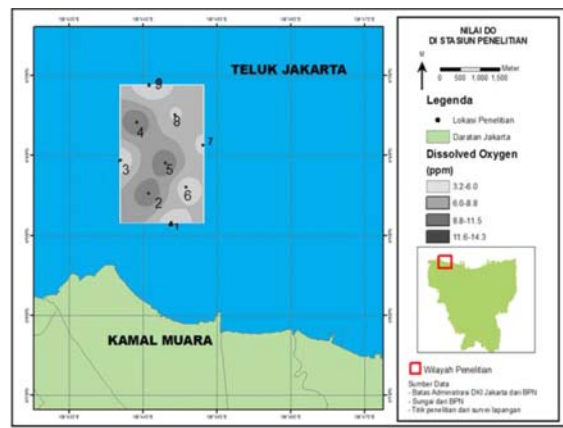 TELUK JAKARTA
9
8
4
7
3
5
6
2
1
KAMAL MUARA
NILAI DO
DI STASIUN PENELITIAN
Meter
0 500 1,000 1,500
Legenda
Lokasi Penelitian
Daratan Jakarta
Dissolved Oxygen
(ppm)
3.2-6.0
6.0-8.8
8.8-11.5
11.6-14.3
Wilayah Penelitian
Sumber Data
- Batas Administrasi DKI Jakarta dari BPN
- Sungai dari BPN
- Titik penelitian dari survei lapangan